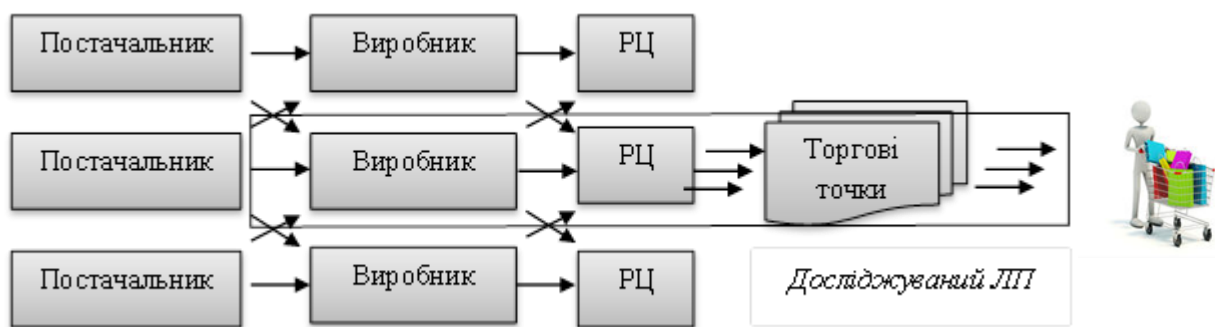 Постачальник
Виробник
РЦ
Постачальник
Виробник
РЦ
Торгові
точки
Постачальник
Виробник
РЦ
Досліджуваний ЛП